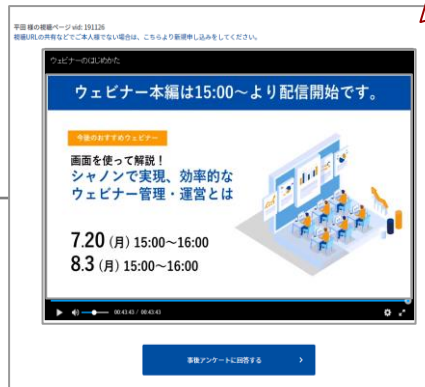 平田 様の視聴ページ vid: 191126
視聴URLの共有などでご本人様でない場合は、こちらより新規申し込みをしてください。
ウェビナーのはじめかた
ウェビナー本編は15:00～より配信開始です。
今後のおすすめウェビナー
画面を使って解説！
シャノンで実現、効率的な
ウェビナー管理・運営とは
7.20 (月) 15:00～16:00
8.3 (月) 15:00～16:00
00:43:43 / 00:43:43
事後アンケートに回答する